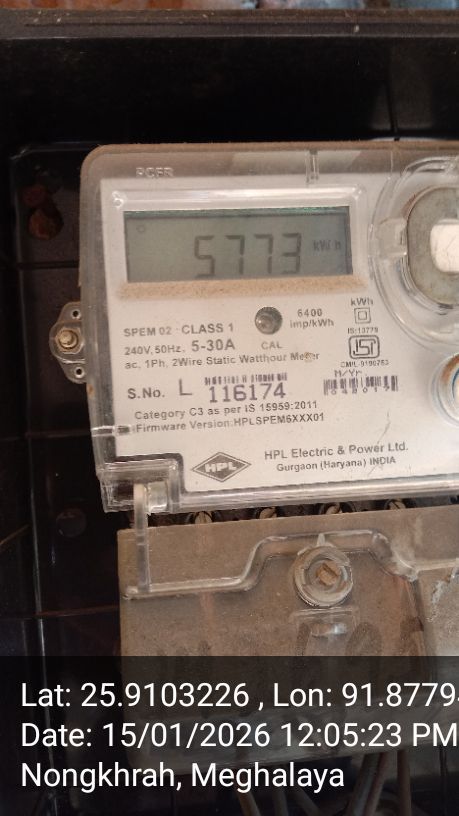 5773 kWh
SPEM 02 CLASS 1
240V, 50Hz, 5-30A
CAL
6400
imp/kWh
kWh
IS:13779
ac, 1Ph, 2Wire Static Watthour Meter
M/Yr
S.No. L 116174
Category C3 as per IS 15959:2011
Firmware Version:HPLSPEM6XXX01
HPL
HPL Electric & Power Ltd.
Gurgaon (Haryana) INDIA
Lat: 25.9103226 , Lon: 91.8779
Date: 15/01/2026 12:05:23 PM
Nongkhrah, Meghalaya